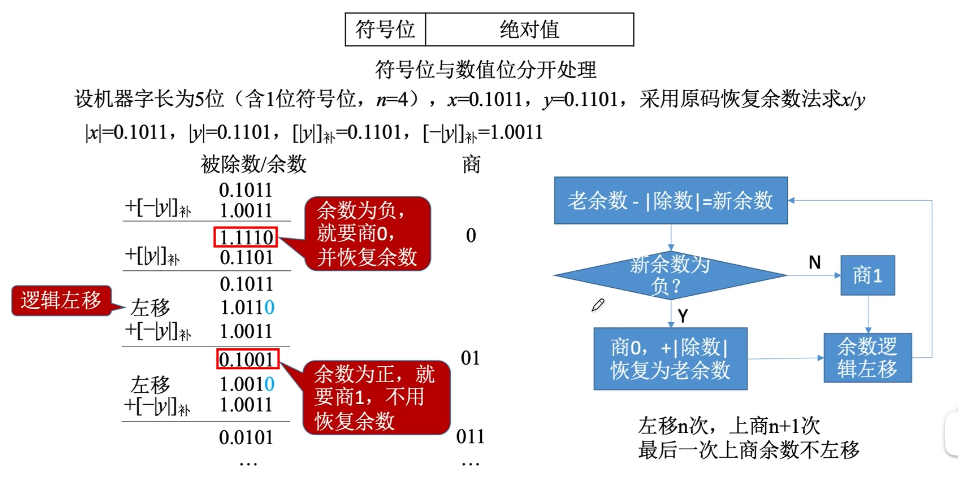 符号位 绝对值
符号位与数值位分开处理
设机器字长为5位（含1位符号位，n=4），x=0.1011，y=0.1101，采用原码恢复余数法求x/y
|x|=0.1011，|y|=0.1101，[|y|]补=0.1101，[−|y|]补=1.0011
被除数/余数 商
0.1011
+[−|y|]补 1.0011
1.1110 0
+[|y|]补 0.1101
0.1011
左移 1.0110
+[−|y|]补 1.0011
0.1001 01
左移 1.0010
+[−|y|]补 1.0011
0.0101 011
... ...
余数为负，
就要商0，
并恢复余数
逻辑左移
余数为正，就
要商1，不用
恢复余数
老余数 - |除数|=新余数
新余数为
负？
N
商1
Y
商0，+|除数|
恢复为老余数
余数逻
辑左移
左移n次，上商n+1次
最后一次上商余数不左移